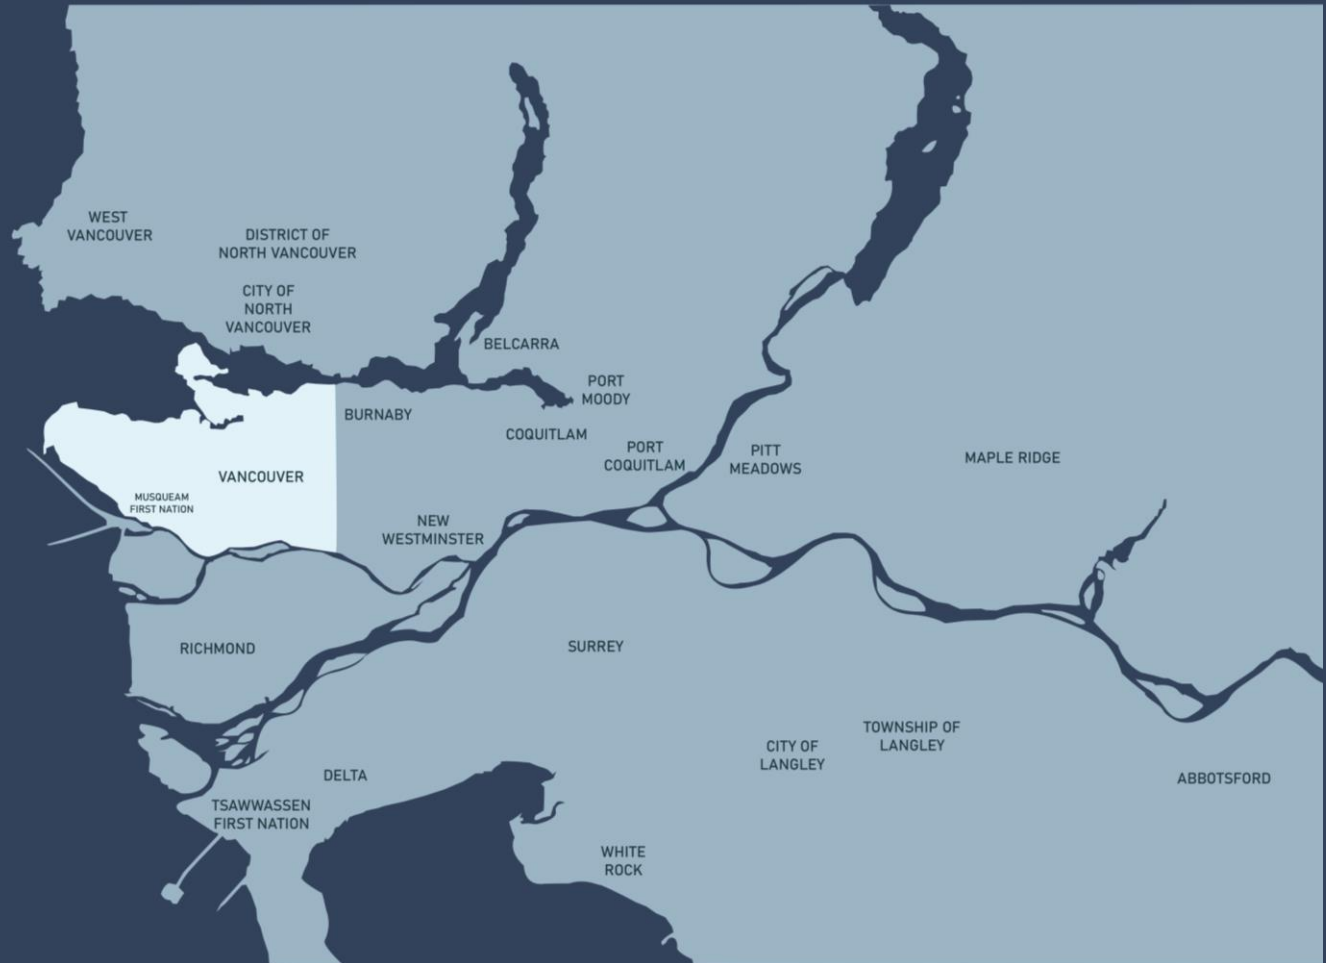 WEST
VANCOUVER
DISTRICT OF
NORTH VANCOUVER
CITY OF
NORTH
VANCOUVER
BELCARRA
PORT
MOODY
BURNABY
COQUITLAM
PORT
COQUITLAM
PITT
MEADOWS
MAPLE RIDGE
VANCOUVER
MUSQUEAM
FIRST NATION
NEW
WESTMINSTER
RICHMOND
SURREY
CITY OF
LANGLEY
TOWNSHIP OF
LANGLEY
ABBOTSFORD
DELTA
TSAWWASSEN
FIRST NATION
WHITE
ROCK